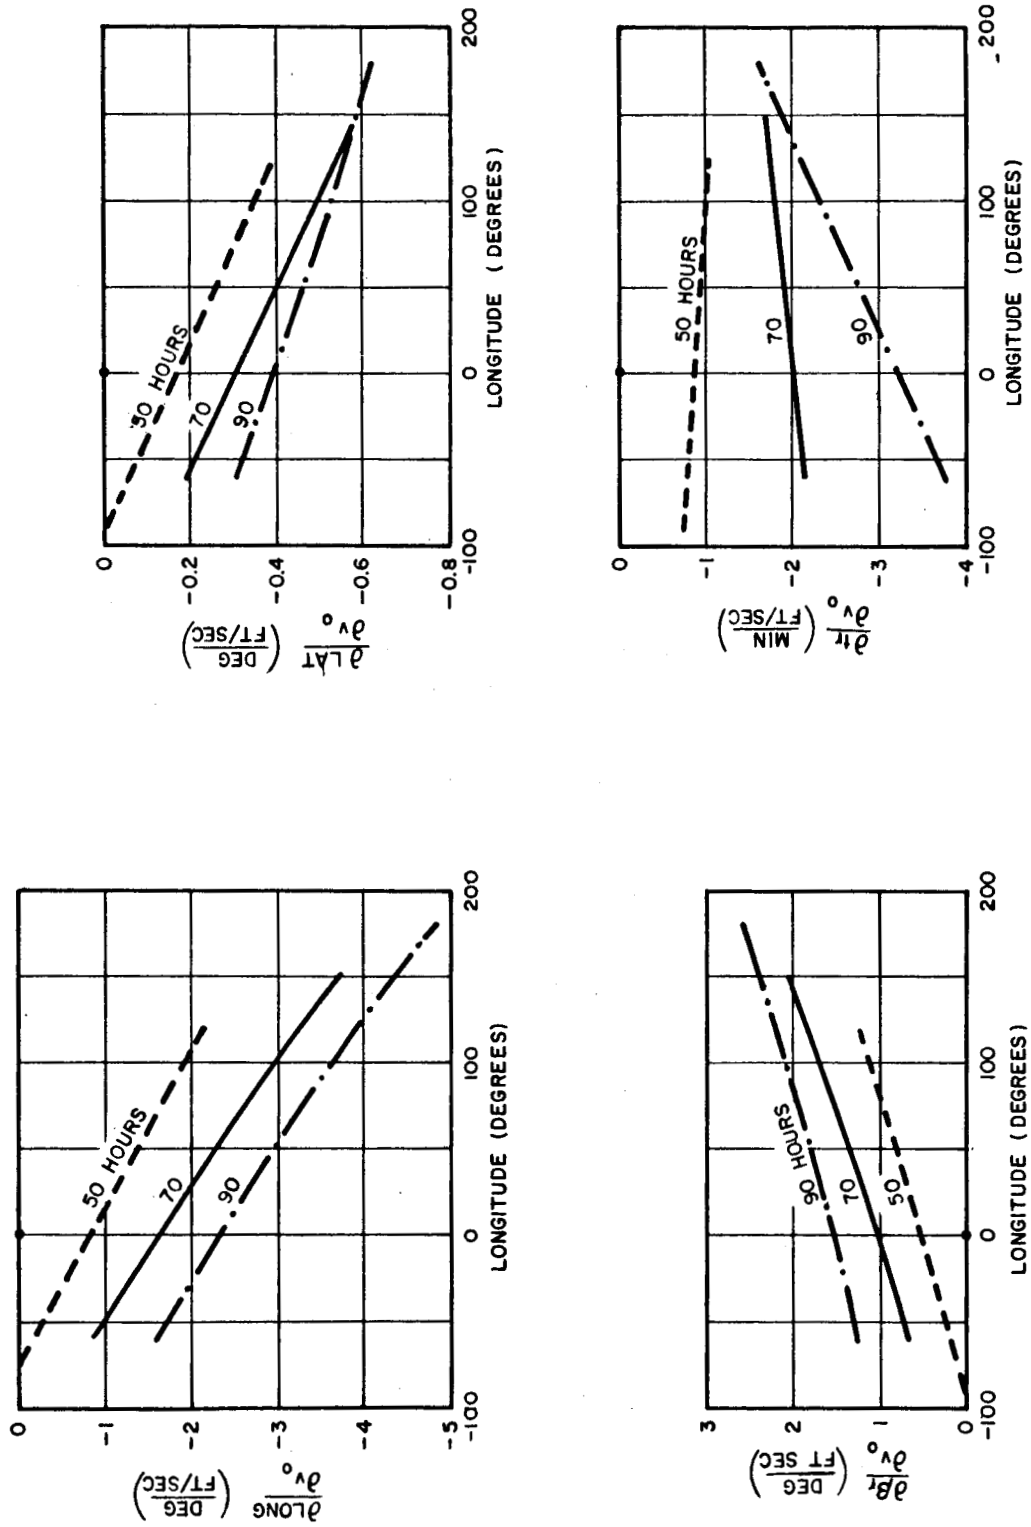 ∂LONG
∂v₀
(DEG
FT/SEC)
0
-1
-2
-3
-4
-5
50 HOURS
70
90
-100
0
100
200
LONGITUDE (DEGREES)
∂LAT
∂v₀
(DEG
FT/SEC)
0
-0.2
-0.4
-0.6
-0.8
50 HOURS
70
90
-100
0
100
200
LONGITUDE (DEGREES)
∂βr
∂v₀
(DEG
FT SEC)
3
2
1
0
90 HOURS
70
50
-100
0
100
200
LONGITUDE (DEGREES)
∂tr
∂v₀
(MIN
FT/SEC)
0
-1
-2
-3
-4
50 HOURS
70
90
-100
0
100
200
LONGITUDE (DEGREES)